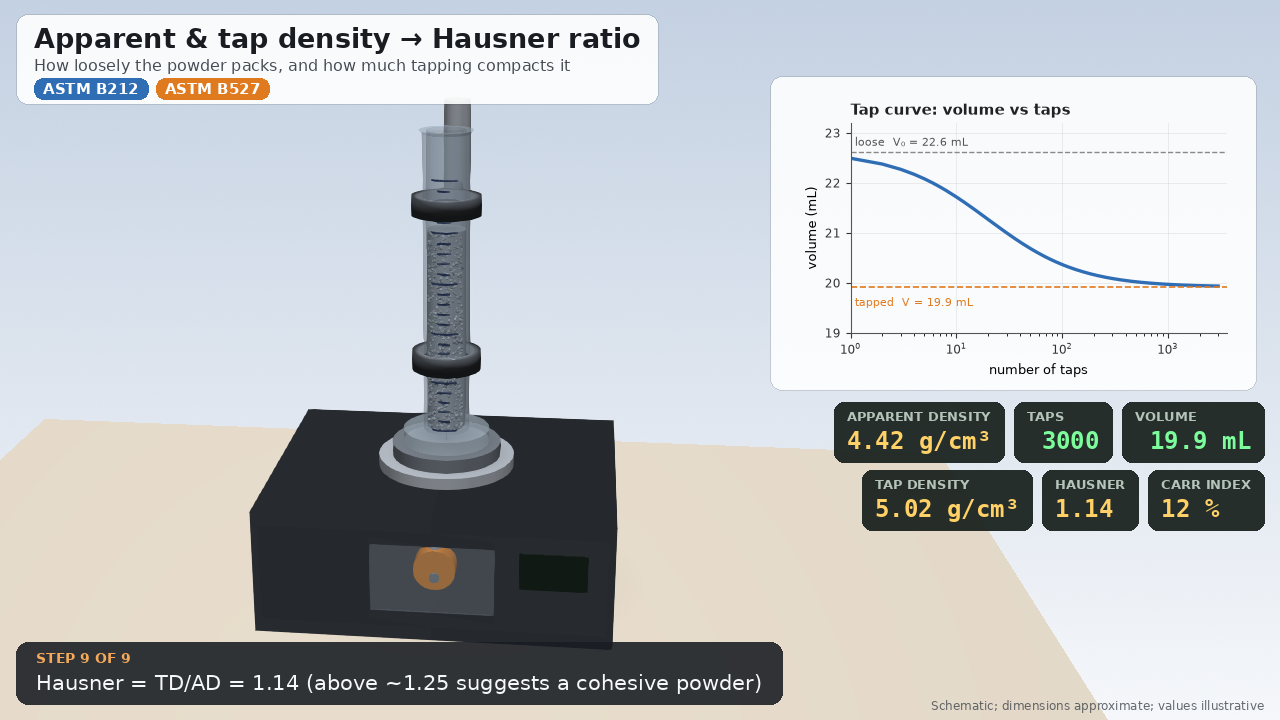 Apparent & tap density → Hausner ratio
How loosely the powder packs, and how much tapping compacts it
ASTM B212 ASTM B527
Tap curve: volume vs taps
23
22
21
20
19
volume (mL)
loose V₀ = 22.6 mL
tapped V = 19.9 mL
10⁰ 10¹ 10² 10³
number of taps
APPARENT DENSITY
4.42 g/cm³
TAPS
3000
VOLUME
19.9 mL
TAP DENSITY
5.02 g/cm³
HAUSNER
1.14
CARR INDEX
12 %
STEP 9 OF 9
Hausner = TD/AD = 1.14 (above ~1.25 suggests a cohesive powder)
Schematic; dimensions approximate; values illustrative